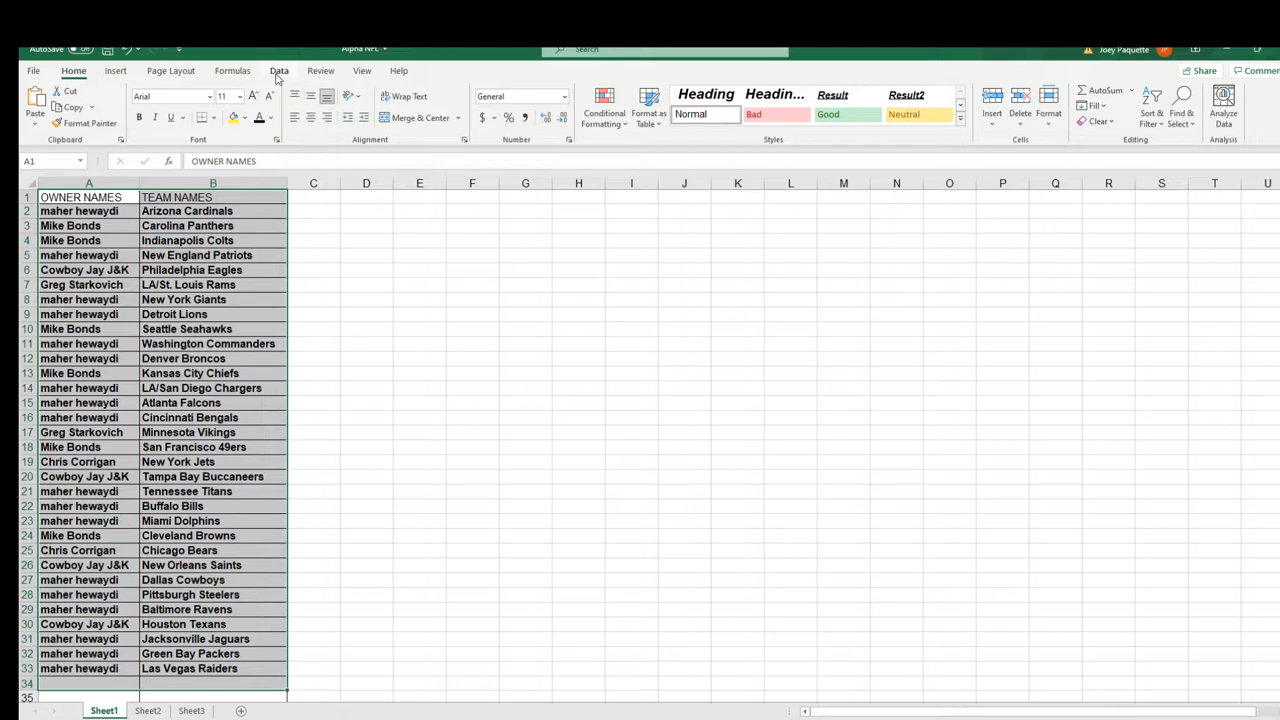 AutoSave
Alpha NFL
Search
Joey Paquette
File Home Insert Page Layout Formulas Data Review View Help
Share
Commen
Paste
Cut
Copy
Format Painter
Clipboard
Arial
11
B I U
Font
Wrap Text
Merge & Center
Alignment
General
$ % 9
Number
Conditional Formatting
Format as Table
Heading
Headin...
Result
Result2
Normal
Bad
Good
Neutral
Styles
Insert
Delete
Format
Cells
AutoSum
Fill
Clear
Sort & Filter
Find & Select
Editing
Analyze Data
Analysis
A1
fx
OWNER NAMES
A B C D E F G H I J K L M N O P Q R S T U
1 OWNER NAMES TEAM NAMES
2 maher hewaydi Arizona Cardinals
3 Mike Bonds Carolina Panthers
4 Mike Bonds Indianapolis Colts
5 maher hewaydi New England Patriots
6 Cowboy Jay J&K Philadelphia Eagles
7 Greg Starkovich LA/St. Louis Rams
8 maher hewaydi New York Giants
9 maher hewaydi Detroit Lions
10 Mike Bonds Seattle Seahawks
11 maher hewaydi Washington Commanders
12 maher hewaydi Denver Broncos
13 Mike Bonds Kansas City Chiefs
14 maher hewaydi LA/San Diego Chargers
15 maher hewaydi Atlanta Falcons
16 maher hewaydi Cincinnati Bengals
17 Greg Starkovich Minnesota Vikings
18 Mike Bonds San Francisco 49ers
19 Chris Corrigan New York Jets
20 Cowboy Jay J&K Tampa Bay Buccaneers
21 maher hewaydi Tennessee Titans
22 maher hewaydi Buffalo Bills
23 maher hewaydi Miami Dolphins
24 Mike Bonds Cleveland Browns
25 Chris Corrigan Chicago Bears
26 Cowboy Jay J&K New Orleans Saints
27 maher hewaydi Dallas Cowboys
28 maher hewaydi Pittsburgh Steelers
29 maher hewaydi Baltimore Ravens
30 Cowboy Jay J&K Houston Texans
31 maher hewaydi Jacksonville Jaguars
32 maher hewaydi Green Bay Packers
33 maher hewaydi Las Vegas Raiders
34
35
Sheet1 Sheet2 Sheet3